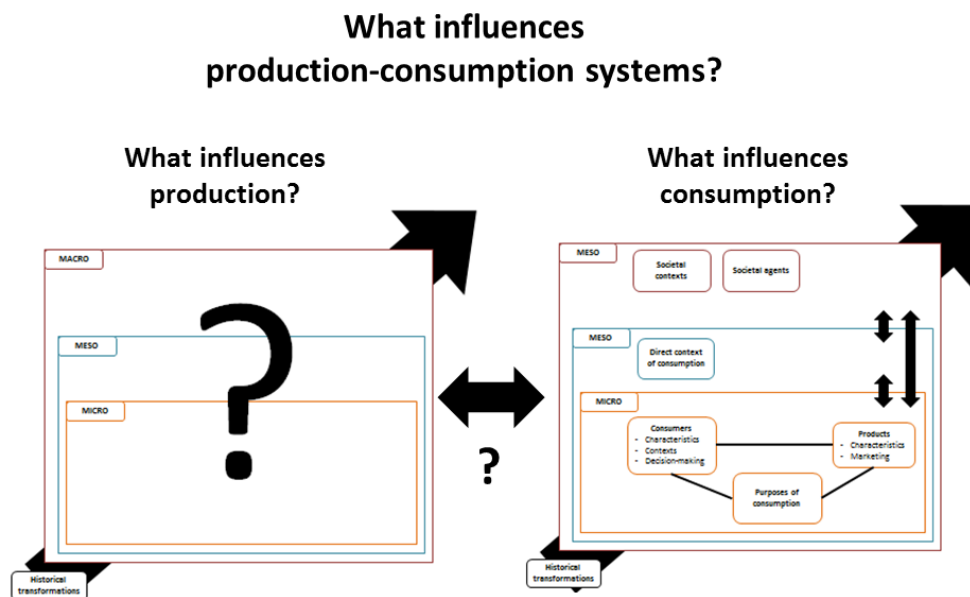 What influences
production-consumption systems?
What influences
production?
What influences
consumption?
MACRO
MESO
MICRO
?
Historical
transformations
?
MESO
Societal
contexts
Societal agents
MESO
Direct context
of consumption
MICRO
Consumers
- Characteristics
- Contexts
- Decision-making
Products
- Characteristics
- Marketing
Purposes of
consumption
Historical
transformations